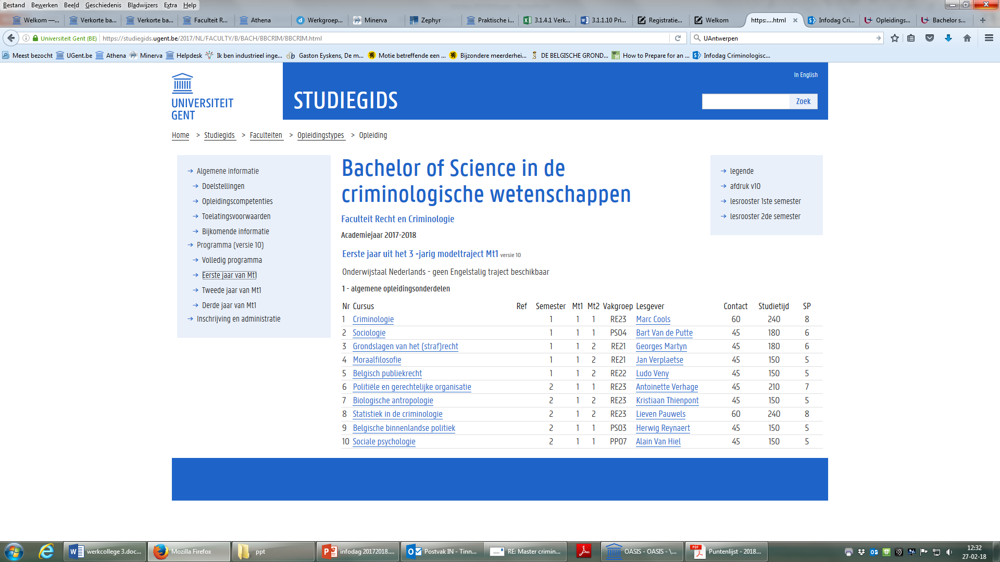 Bestand Bewerken Beeld Geschiedenis Bladwijzers Extra Help
Welkom —... Verkorte ba... Verkorte ba... Faculteit R... Athena Werkgroep... Minerva Zephyr Praktische i... 3.1.4.1 Verk... 3.1.1.10 Pri... Registratie... Welkom https:....html Infodag Cri... Opleidings... Bachelor s...
Universiteit Gent (BE) https://studiegids.ugent.be/2017/NL/FACULTY/B/BACH/BBCRIM/BBCRIM.html UAntwerpen
Meest bezocht UGent.be Athena Minerva Helpdesk Ik ben industrieel inge... Gaston Eyskens, De m... Motie betreffende een ... Bijzondere meerderhei... DE BELGISCHE GROND... How to Prepare for an ... Infodag Criminologisc...
In English
UNIVERSITEIT
GENT
STUDIEGIDS
Zoek
Home > Studiegids > Faculteiten > Opleidingstypes > Opleiding
Algemene informatie
Doelstellingen
Opleidingscompetenties
Toelatingsvoorwaarden
Bijkomende informatie
Programma (versie 10)
Volledig programma
Eerste jaar van Mt1
Tweede jaar van Mt1
Derde jaar van Mt1
Inschrijving en administratie
Bachelor of Science in de
criminologische wetenschappen
Faculteit Recht en Criminologie
Academiejaar 2017-2018
Eerste jaar uit het 3 -jarig modeltraject Mt1 versie 10
Onderwijstaal Nederlands - geen Engelstalig traject beschikbaar
1 - algemene opleidingsonderdelen
Nr Cursus Ref Semester Mt1 Mt2 Vakgroep Lesgever Contact Studietijd SP
1 Criminologie 1 1 1 RE23 Marc Cools 60 240 8
2 Sociologie 1 1 1 PS04 Bart Van de Putte 45 180 6
3 Grondslagen van het (straf)recht 1 1 2 RE21 Georges Martyn 45 180 6
4 Moraalfilosofie 1 1 2 RE21 Jan Verplaetse 45 150 5
5 Belgisch publiekrecht 1 1 2 RE22 Ludo Veny 45 150 5
6 Politiële en gerechtelijke organisatie 2 1 1 RE23 Antoinette Verhage 45 210 7
7 Biologische antropologie 2 1 2 RE23 Kristiaan Thienpont 45 150 5
8 Statistiek in de criminologie 2 1 2 RE23 Lieven Pauwels 60 240 8
9 Belgische binnenlandse politiek 2 1 1 PS03 Herwig Reynaert 45 150 5
10 Sociale psychologie 2 1 1 PP07 Alain Van Hiel 45 150 5
legende
afdruk v10
lesrooster 1ste semester
lesrooster 2de semester
werkcollege 3.doc... Mozilla Firefox ppt infodag 20172018.... Postvak IN - Tinn... RE: Master crimin... OASIS - OASIS - \... Puntenlijst - 2018...
12:32
27-02-18